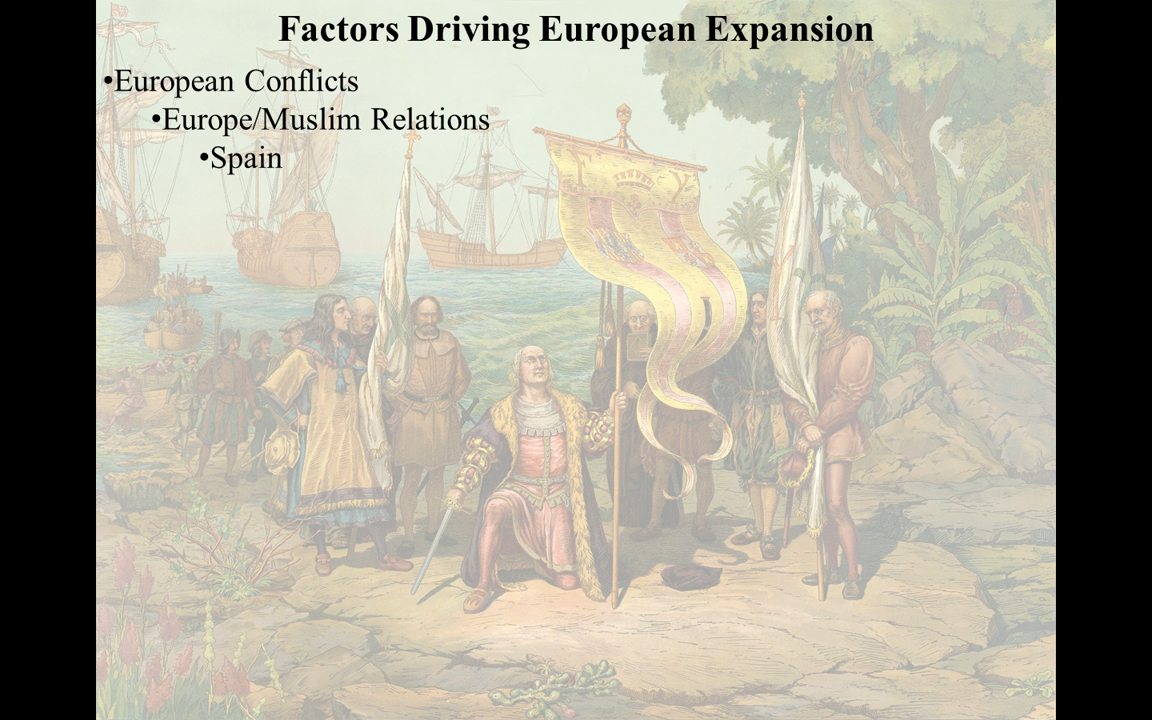 Factors Driving European Expansion
•European Conflicts
•Europe/Muslim Relations
•Spain
F Y